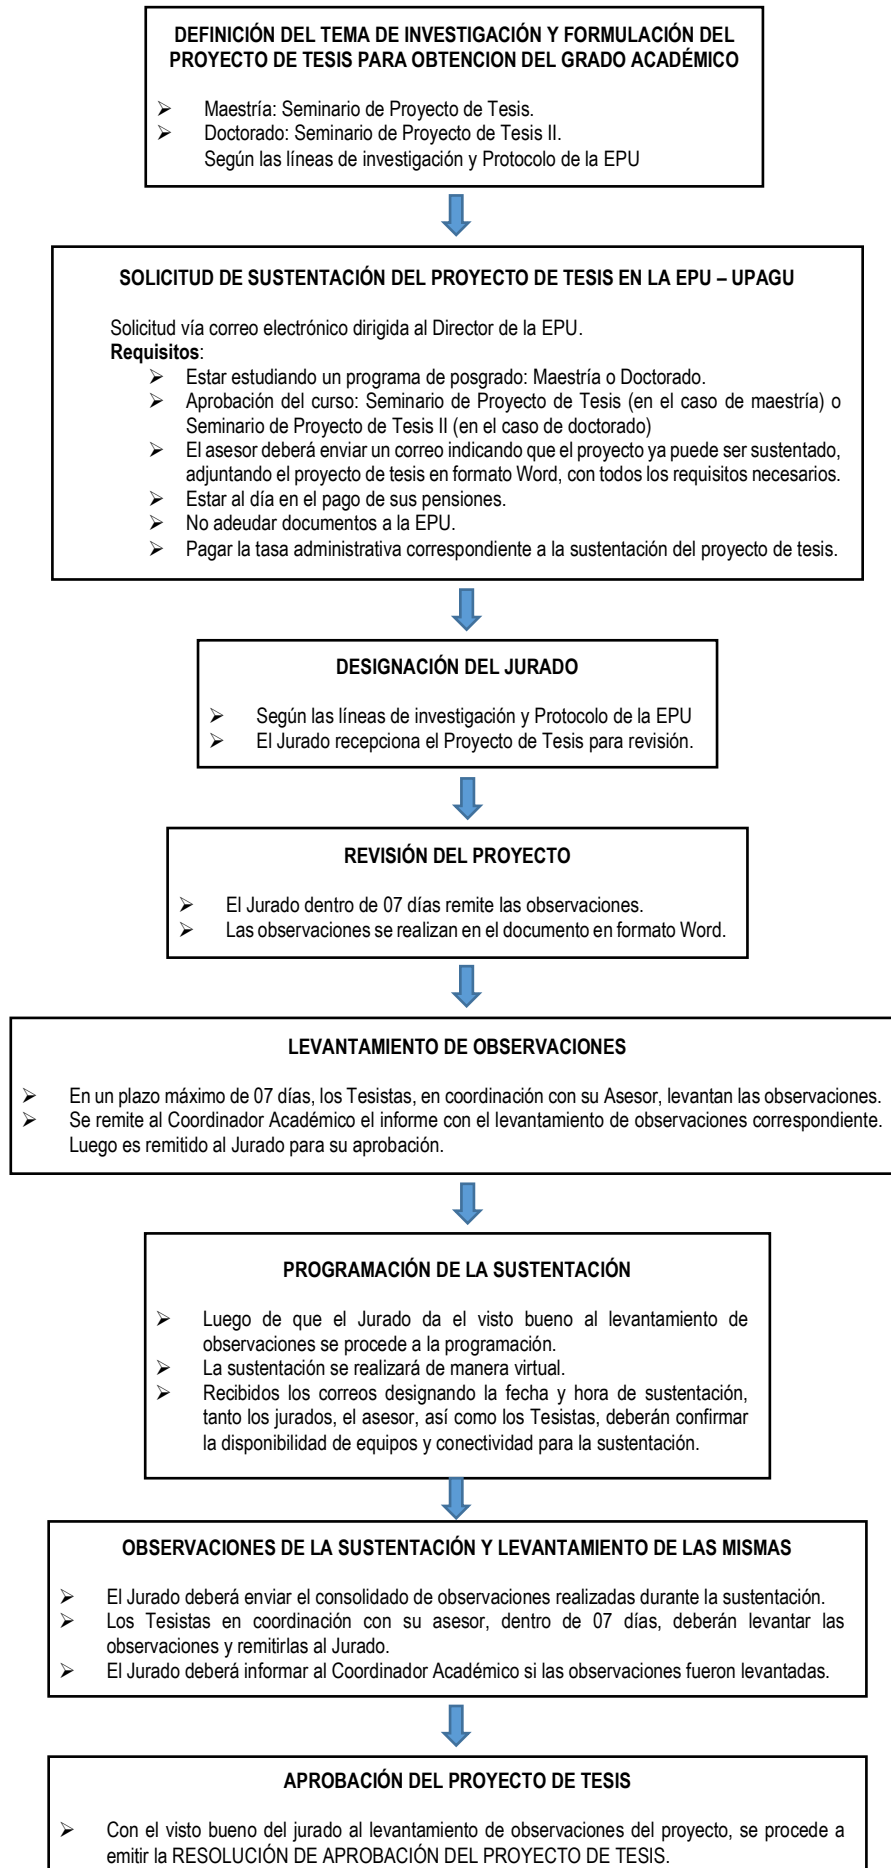 DEFINICIÓN DEL TEMA DE INVESTIGACIÓN Y FORMULACIÓN DEL
PROYECTO DE TESIS PARA OBTENCION DEL GRADO ACADÉMICO
➢ Maestría: Seminario de Proyecto de Tesis.
➢ Doctorado: Seminario de Proyecto de Tesis II.
Según las líneas de investigación y Protocolo de la EPU
SOLICITUD DE SUSTENTACIÓN DEL PROYECTO DE TESIS EN LA EPU – UPAGU
Solicitud vía correo electrónico dirigida al Director de la EPU.
Requisitos:
➢ Estar estudiando un programa de posgrado: Maestría o Doctorado.
➢ Aprobación del curso: Seminario de Proyecto de Tesis (en el caso de maestría) o
Seminario de Proyecto de Tesis II (en el caso de doctorado)
➢ El asesor deberá enviar un correo indicando que el proyecto ya puede ser sustentado,
adjuntando el proyecto de tesis en formato Word, con todos los requisitos necesarios.
➢ Estar al día en el pago de sus pensiones.
➢ No adeudar documentos a la EPU.
➢ Pagar la tasa administrativa correspondiente a la sustentación del proyecto de tesis.
DESIGNACIÓN DEL JURADO
➢ Según las líneas de investigación y Protocolo de la EPU
➢ El Jurado recepciona el Proyecto de Tesis para revisión.
REVISIÓN DEL PROYECTO
➢ El Jurado dentro de 07 días remite las observaciones.
➢ Las observaciones se realizan en el documento en formato Word.
LEVANTAMIENTO DE OBSERVACIONES
➢ En un plazo máximo de 07 días, los Tesistas, en coordinación con su Asesor, levantan las observaciones.
➢ Se remite al Coordinador Académico el informe con el levantamiento de observaciones correspondiente.
Luego es remitido al Jurado para su aprobación.
PROGRAMACIÓN DE LA SUSTENTACIÓN
➢ Luego de que el Jurado da el visto bueno al levantamiento de
observaciones se procede a la programación.
➢ La sustentación se realizará de manera virtual.
➢ Recibidos los correos designando la fecha y hora de sustentación,
tanto los jurados, el asesor, así como los Tesistas, deberán confirmar
la disponibilidad de equipos y conectividad para la sustentación.
OBSERVACIONES DE LA SUSTENTACIÓN Y LEVANTAMIENTO DE LAS MISMAS
➢ El Jurado deberá enviar el consolidado de observaciones realizadas durante la sustentación.
➢ Los Tesistas en coordinación con su asesor, dentro de 07 días, deberán levantar las
observaciones y remitirlas al Jurado.
➢ El Jurado deberá informar al Coordinador Académico si las observaciones fueron levantadas.
APROBACIÓN DEL PROYECTO DE TESIS
➢ Con el visto bueno del jurado al levantamiento de observaciones del proyecto, se procede a
emitir la RESOLUCIÓN DE APROBACIÓN DEL PROYECTO DE TESIS.